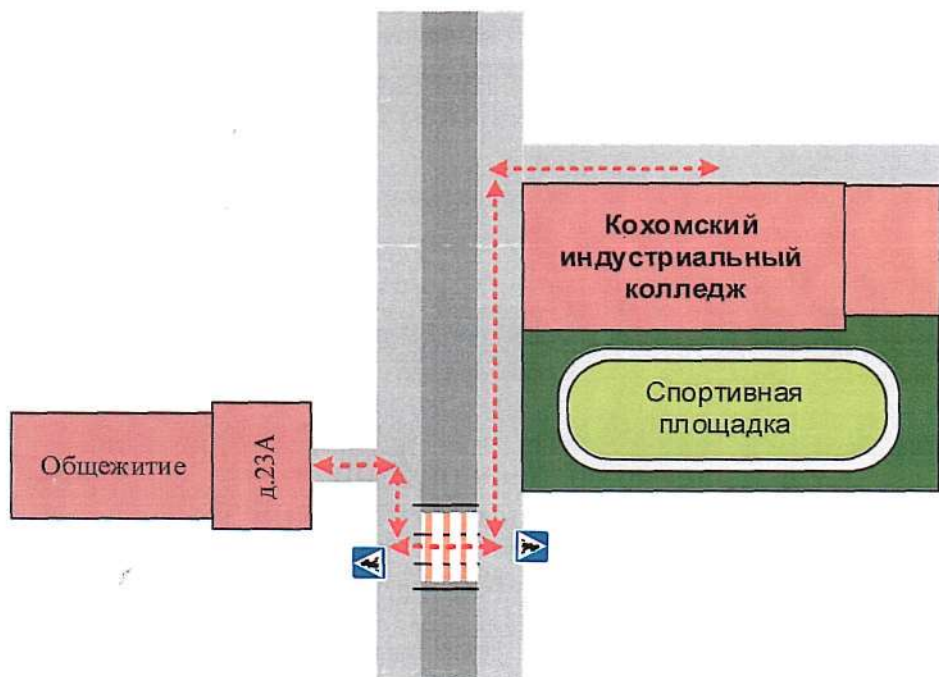 Кохомский
индустриальный
колледж
Спортивная
площадка
Общежитие
д.23А